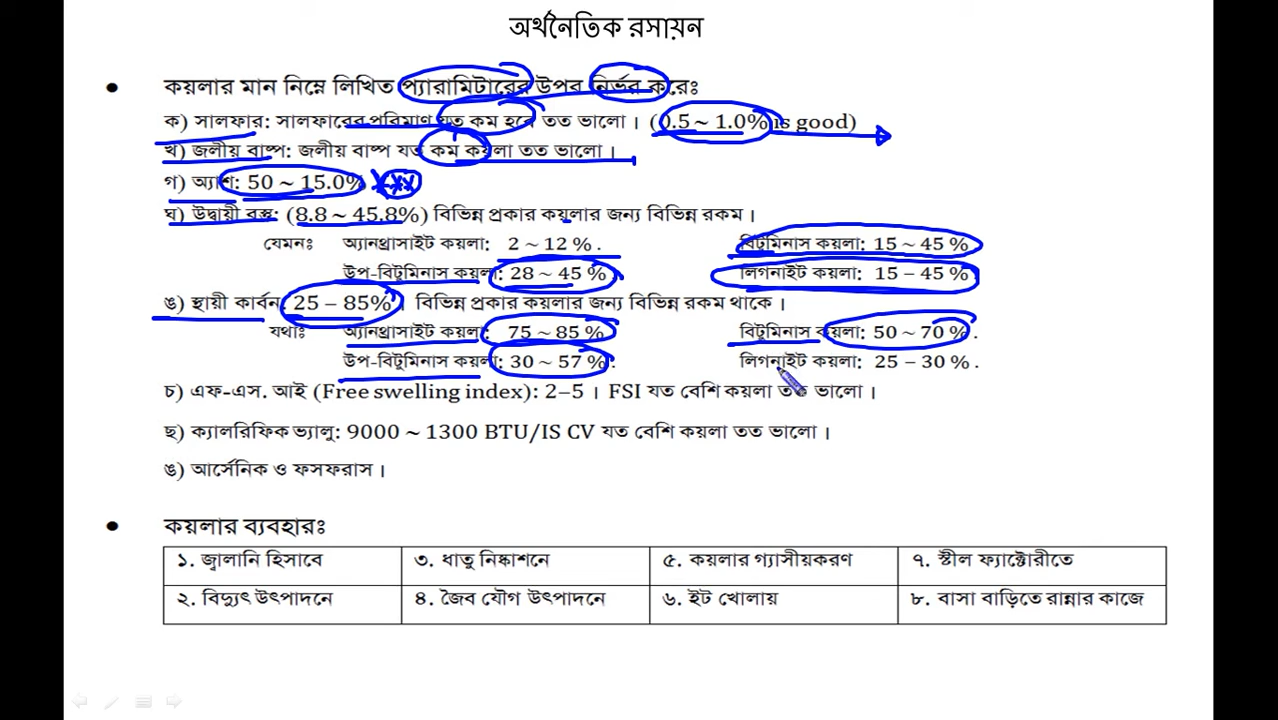 অর্থনৈতিক রসায়ন
● কয়লার মান নিম্নে লিখিত প্যারামিটারের উপর নির্ভর করেঃ
ক) সালফার: সালফারের পরিমাণ যত কম হবে তত ভালো। (0.5 ~ 1.0% is good)
খ) জলীয় বাষ্প: জলীয় বাষ্প যত কম কয়লা তত ভালো।
গ) অ্যাশ: 50 ~ 15.0%
ঘ) উদ্বায়ী বস্তু: (8.8 ~ 45.8%) বিভিন্ন প্রকার কয়লার জন্য বিভিন্ন রকম।
যেমনঃ অ্যানথ্রাসাইট কয়লা: 2 ~ 12 %. বিটুমিনাস কয়লা: 15 ~ 45 %
উপ-বিটুমিনাস কয়লা: 28 ~ 45 % লিগনাইট কয়লা: 15 – 45 %
ঙ) স্থায়ী কার্বন: 25 – 85%। বিভিন্ন প্রকার কয়লার জন্য বিভিন্ন রকম থাকে।
যথাঃ অ্যানথ্রাসাইট কয়লা: 75 ~ 85 % বিটুমিনাস কয়লা: 50 ~ 70 %.
উপ-বিটুমিনাস কয়লা: 30 ~ 57 %. লিগনাইট কয়লা: 25 – 30 %.
চ) এফ-এস. আই (Free swelling index): 2–5। FSI যত বেশি কয়লা তত ভালো।
ছ) ক্যালরিফিক ভ্যালু: 9000 ~ 1300 BTU/IS CV যত বেশি কয়লা তত ভালো।
ঙ) আর্সেনিক ও ফসফরাস।
● কয়লার ব্যবহারঃ
১. জ্বালানি হিসাবে ৩. ধাতু নিষ্কাশনে ৫. কয়লার গ্যাসীয়করণ ৭. স্টীল ফ্যাক্টোরীতে
২. বিদ্যুৎ উৎপাদনে ৪. জৈব যৌগ উৎপাদনে ৬. ইট খোলায় ৮. বাসা বাড়িতে রান্নার কাজে